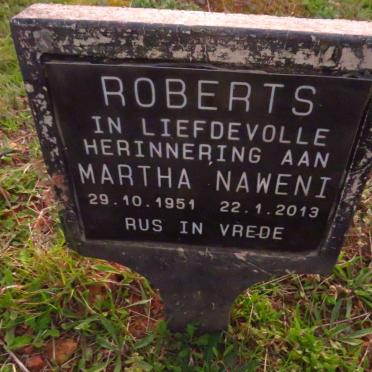 ROBERTS
IN LIEFDEVOLLE
HERINNERING AAN
MARTHA NAWENI
29.10.1951 22.1.2013
RUS IN VREDE